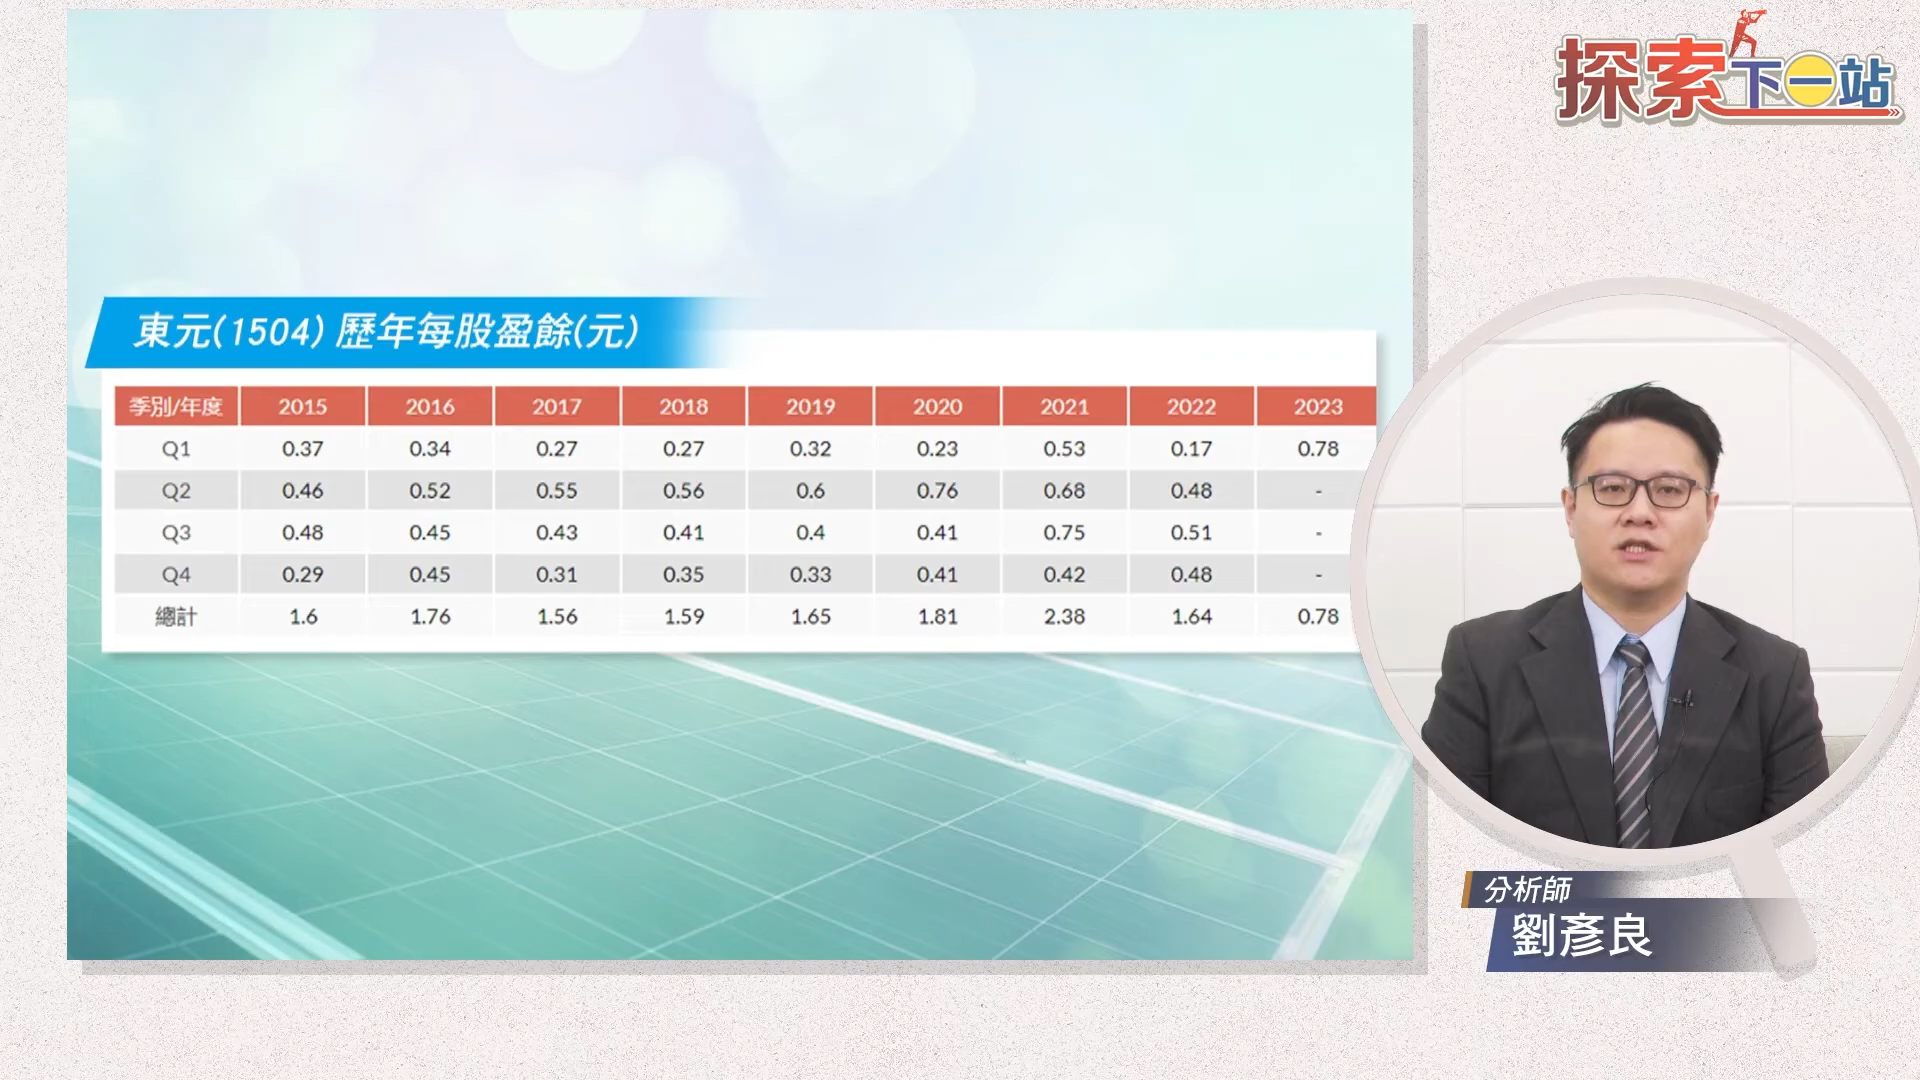 探索下一站
東元(1504) 歷年每股盈餘(元)
季別/年度 2015 2016 2017 2018 2019 2020 2021 2022 2023
Q1 0.37 0.34 0.27 0.27 0.32 0.23 0.53 0.17 0.78
Q2 0.46 0.52 0.55 0.56 0.6 0.76 0.68 0.48 -
Q3 0.48 0.45 0.43 0.41 0.4 0.41 0.75 0.51 -
Q4 0.29 0.45 0.31 0.35 0.33 0.41 0.42 0.48 -
總計 1.6 1.76 1.56 1.59 1.65 1.81 2.38 1.64 0.78
分析師
劉彥良